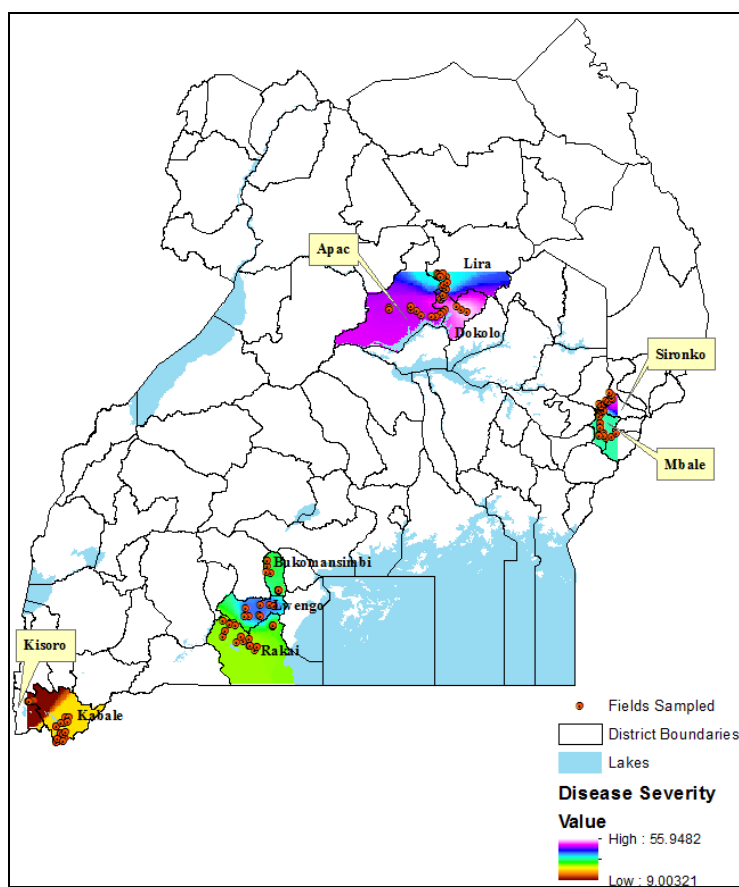 Apac
Lira
Dokolo
Sironko
Mbale
Bukomansimbi
Lwengo
Rakai
Kisoro
Kabale
Fields Sampled
District Boundaries
Lakes
Disease Severity
Value
High : 55.9482
Low : 9.00321